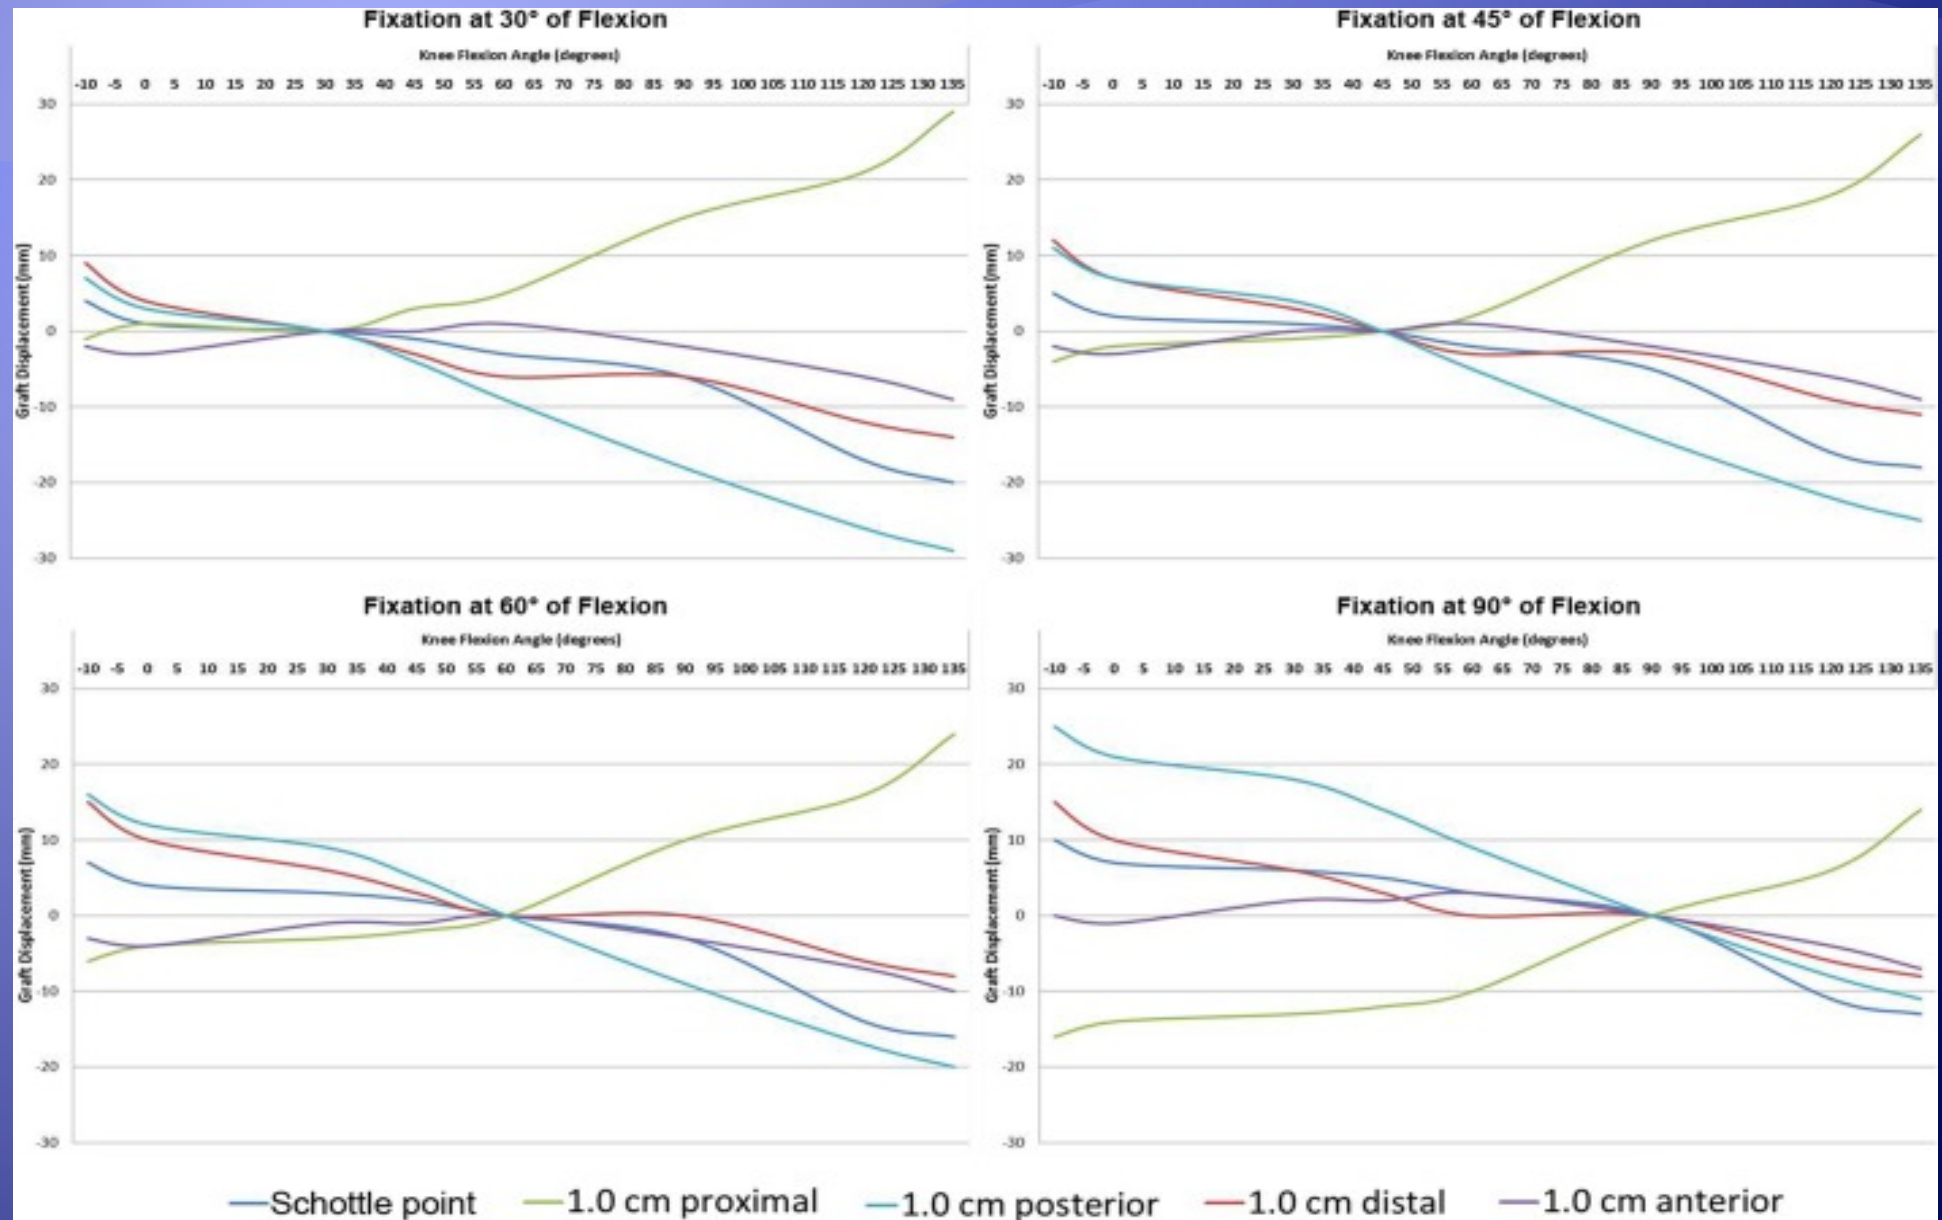 Fixation at 30° of Flexion
Knee Flexion Angle (degrees)
-10 -5 0 5 10 15 20 25 30 35 40 45 50 55 60 65 70 75 80 85 90 95 100 105 110 115 120 125 130 135
30
20
10
0
-10
-20
-30
Graft Displacement (mm)
Fixation at 45° of Flexion
Knee Flexion Angle (degrees)
-10 -5 0 5 10 15 20 25 30 35 40 45 50 55 60 65 70 75 80 85 90 95 100 105 110 115 120 125 130 135
30
20
10
0
-10
-20
-30
Graft Displacement (mm)
Fixation at 60° of Flexion
Knee Flexion Angle (degrees)
-10 -5 0 5 10 15 20 25 30 35 40 45 50 55 60 65 70 75 80 85 90 95 100 105 110 115 120 125 130 135
30
20
10
0
-10
-20
-30
Graft Displacement (mm)
Fixation at 90° of Flexion
Knee Flexion Angle (degrees)
-10 -5 0 5 10 15 20 25 30 35 40 45 50 55 60 65 70 75 80 85 90 95 100 105 110 115 120 125 130 135
30
20
10
0
-10
-20
-30
Graft Displacement (mm)
Schottle point 1.0 cm proximal 1.0 cm posterior 1.0 cm distal 1.0 cm anterior